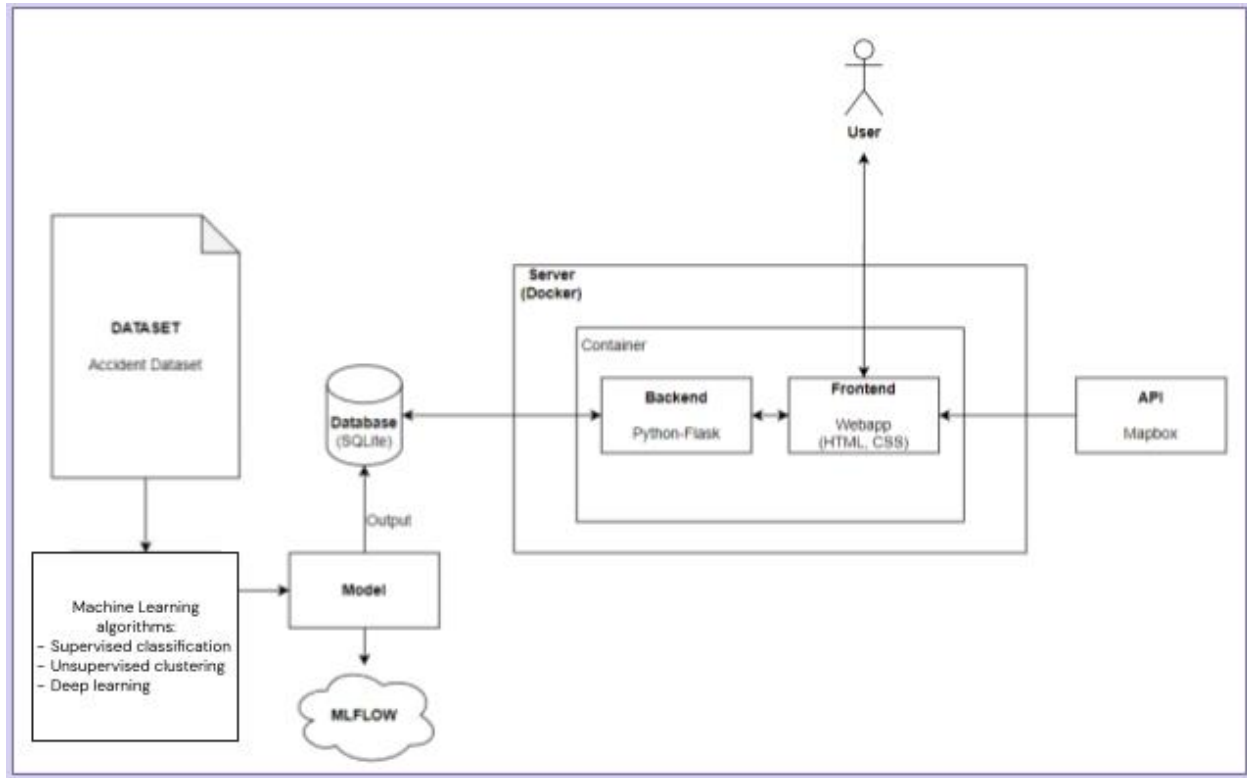 User
DATASET
Accident Dataset
Server
(Docker)
Container
Backend
Python-Flask
Frontend
Webapp
(HTML, CSS)
API
Mapbox
Database
(SQLite)
Output
Model
Machine Learning
algorithms:
- Supervised classification
- Unsupervised clustering
- Deep learning
MLFLOW